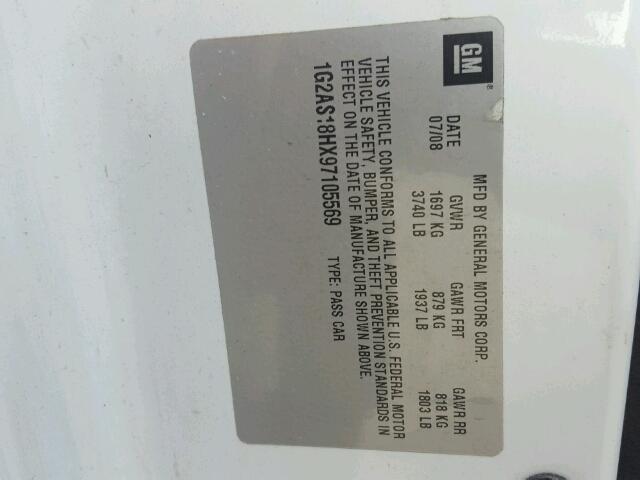 GM
MFD BY GENERAL MOTORS CORP.
DATE GVWR GAWR FRT GAWR RR
07/08 1697 KG 879 KG 818 KG
3740 LB 1937 LB 1803 LB
THIS VEHICLE CONFORMS TO ALL APPLICABLE U.S. FEDERAL MOTOR
VEHICLE SAFETY, BUMPER, AND THEFT PREVENTION STANDARDS IN
EFFECT ON THE DATE OF MANUFACTURE SHOWN ABOVE.
1G2AS18HX97105569 TYPE: PASS CAR